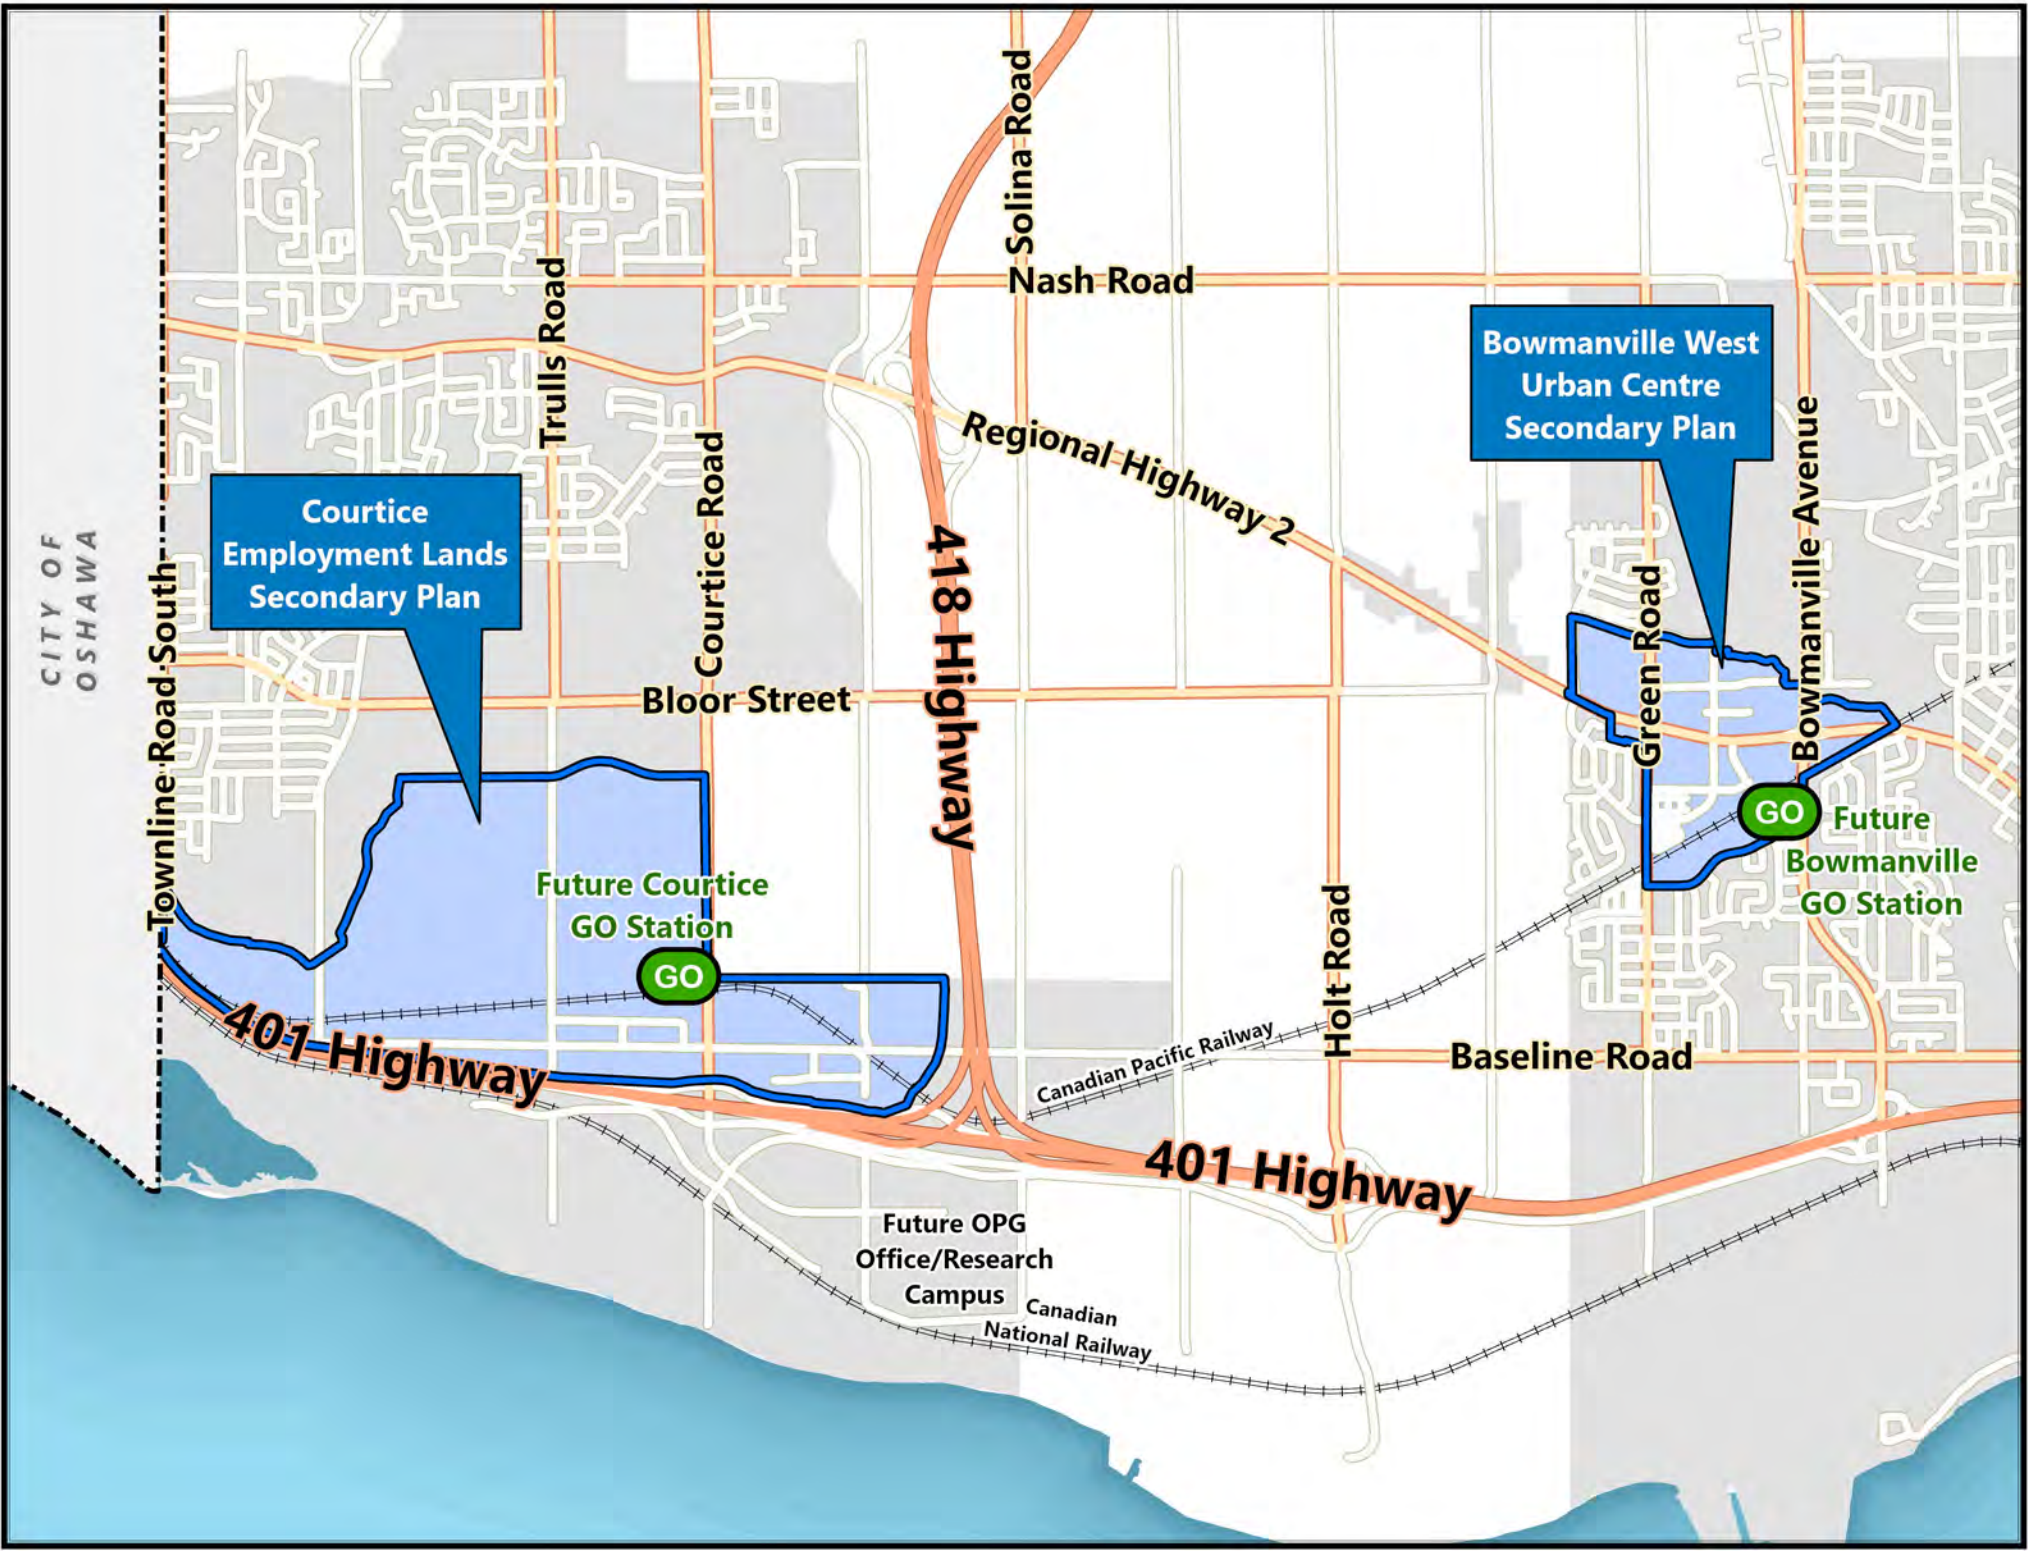 Solina Road
Nash Road
Trulls Road
Bowmanville West
Urban Centre
Secondary Plan
Regional Highway 2
Bowmanville Avenue
Courtice Road
Courtice
Employment Lands
Secondary Plan
CITY OF
OSHAWA
418 Highway
Townline Road South
Green Road
Bloor Street
GO
Future
Bowmanville
GO Station
Future Courtice
GO Station
GO
Holt Road
401 Highway
Canadian Pacific Railway
Baseline Road
401 Highway
Future OPG
Office/Research
Campus
Canadian
National Railway